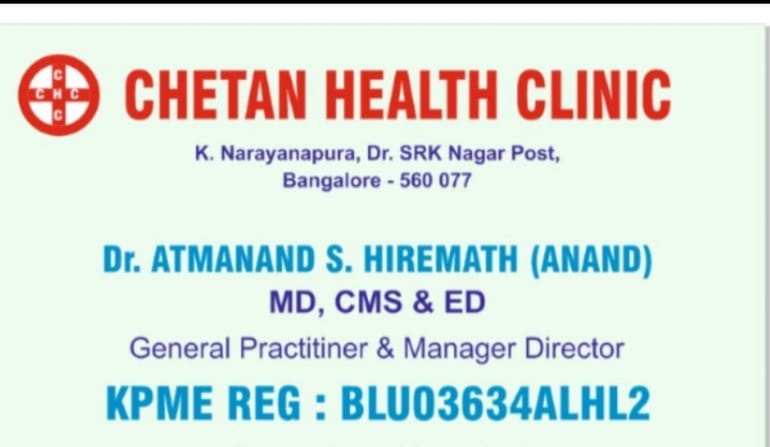 C
C H C
C
CHETAN HEALTH CLINIC
K. Narayanapura, Dr. SRK Nagar Post,
Bangalore - 560 077
Dr. ATMANAND S. HIREMATH (ANAND)
MD, CMS & ED
General Practitiner & Manager Director
KPME REG : BLU03634ALHL2